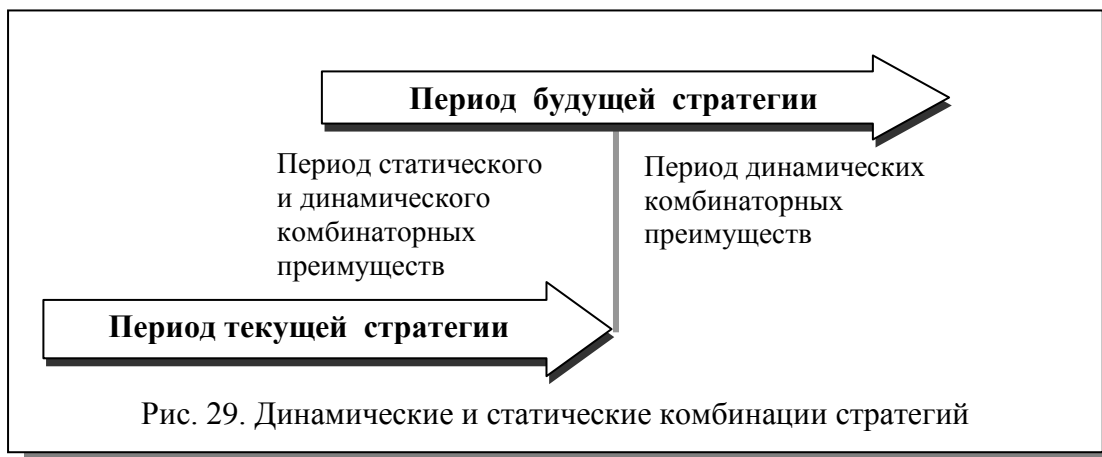 Период будущей стратегии
Период статического
и динамического
комбинаторных
преимуществ
Период динамических
комбинаторных
преимуществ
Период текущей стратегии
Рис. 29. Динамические и статические комбинации стратегий